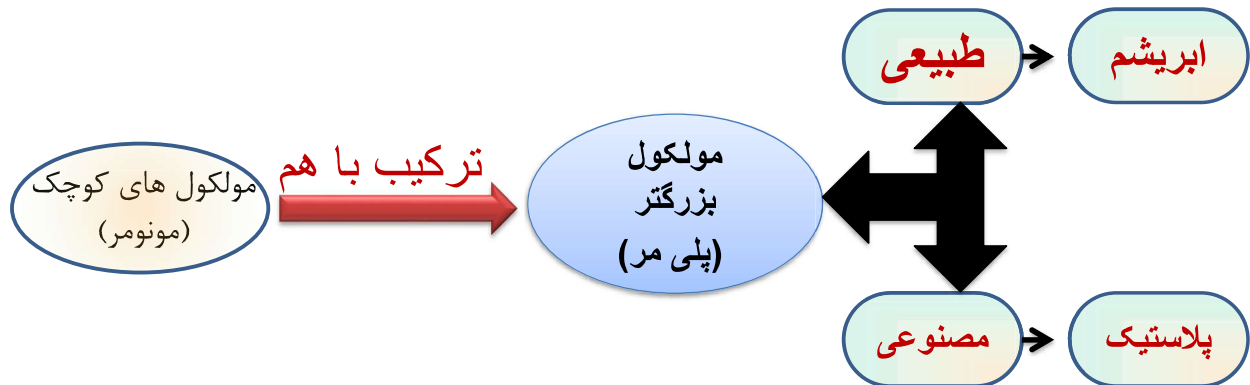 مولکول های کوچک
(مونومر)
ترکیب با هم
مولکول
بزرگتر
(پلی مر)
طبیعی
ابریشم
مصنوعی
پلاستیک